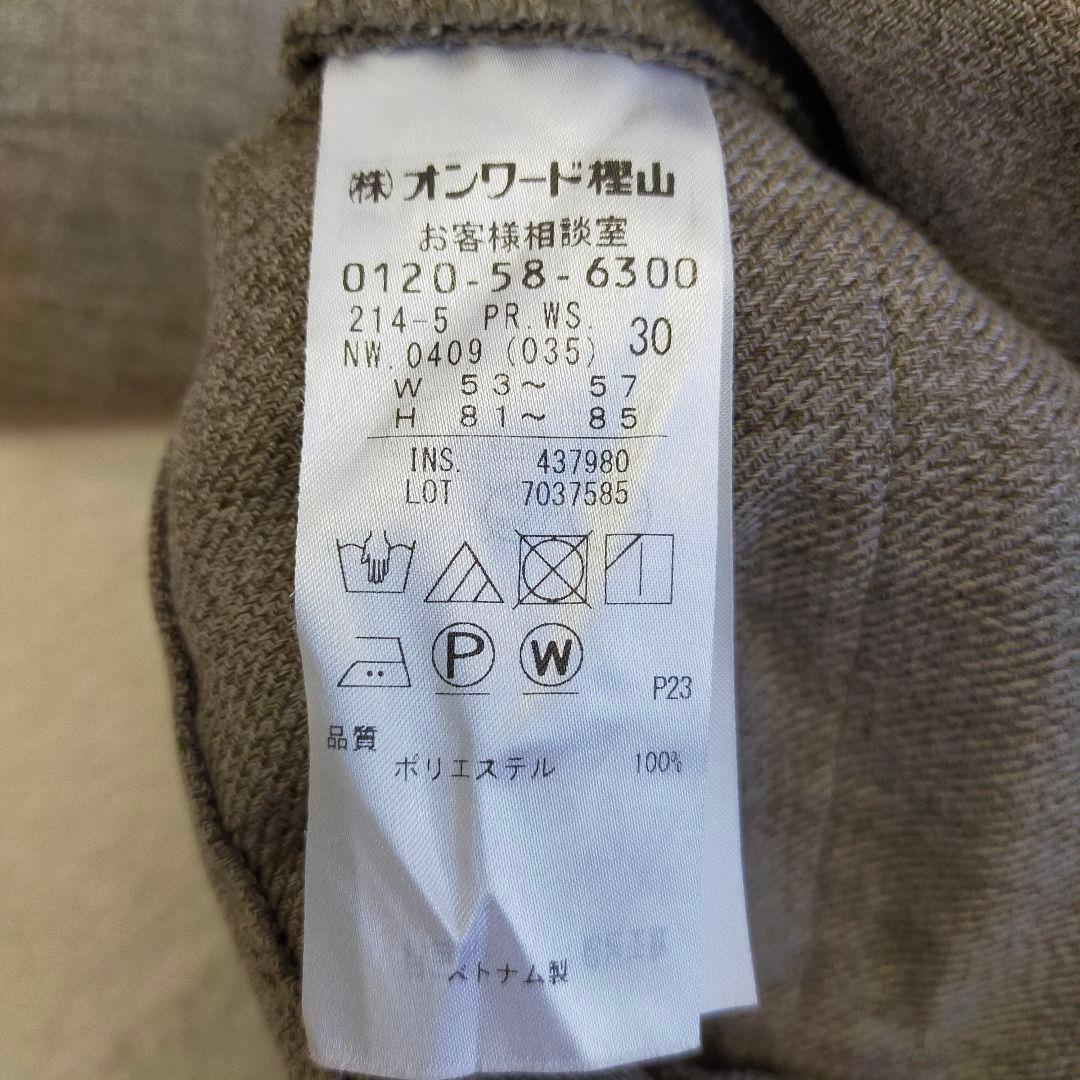 (株)オンワード樫山
お客様相談室
0120-58-6300
214-5 PR.WS.
NW.0409 (035) 30
W 53～ 57
H 81～ 85
INS. 437980
LOT 7037585
P W
P23
品質
ポリエステル 100%
ベトナム製